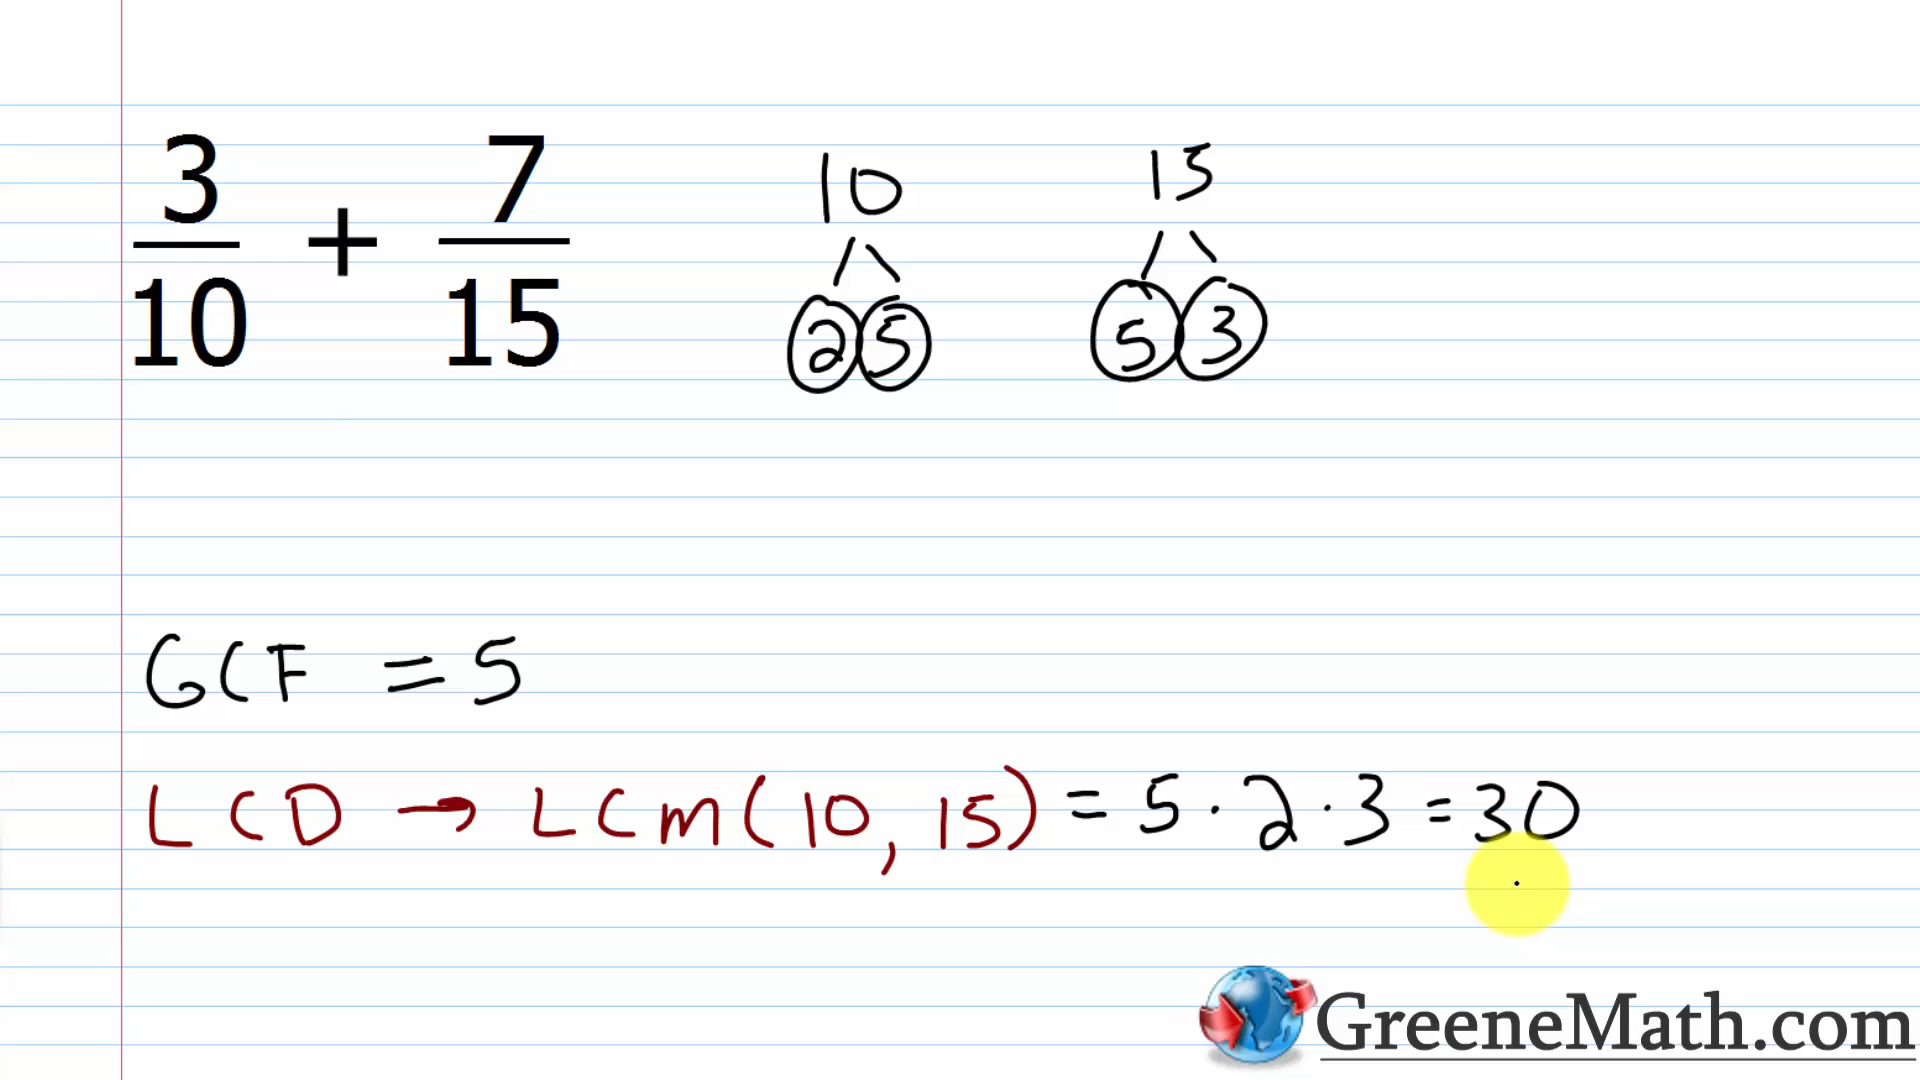 3/10 + 7/15
10 15
2 5 5 3
GCF = 5
LCD → LCM(10, 15) = 5 · 2 · 3 = 30
GreeneMath.com